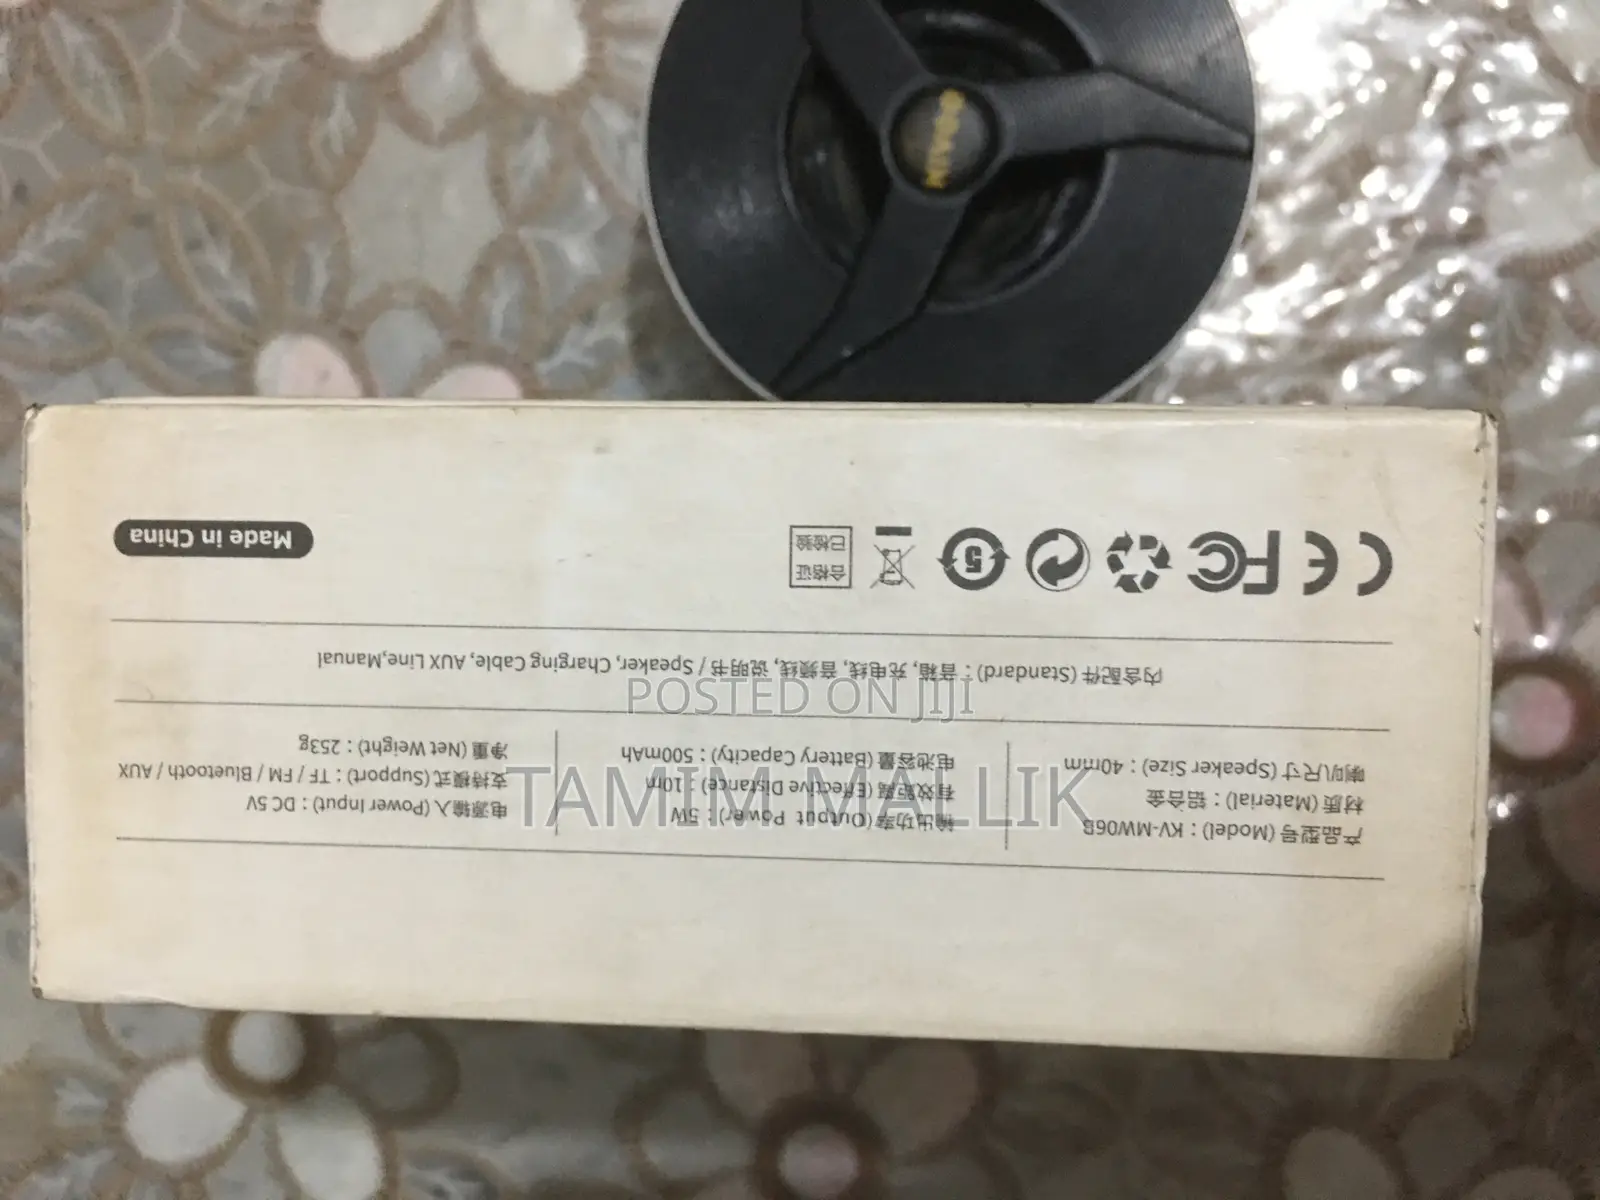 产品型号 (Model) : KV-MW06B
材质 (Material) : 铝合金
喇叭尺寸 (Speaker Size) : 40mm
输出功率 (Output Power) : 5W
有效距离 (Effective Distance) : 10m
电池容量 (Battery Capacity) : 500mAh
电源输入 (Power Input) : DC 5V
支持模式 (Support) : TF / FM / Bluetooth / AUX
净重 (Net Weight) : 253g
内含配件 (Standard) : 音箱, 充电线, 音频线, 说明书 / Speaker, Charging Cable, AUX Line,Manual
CE FC 5
合格证
已检验
Made in China
POSTED ON JIJI
TAMIM MALLIK